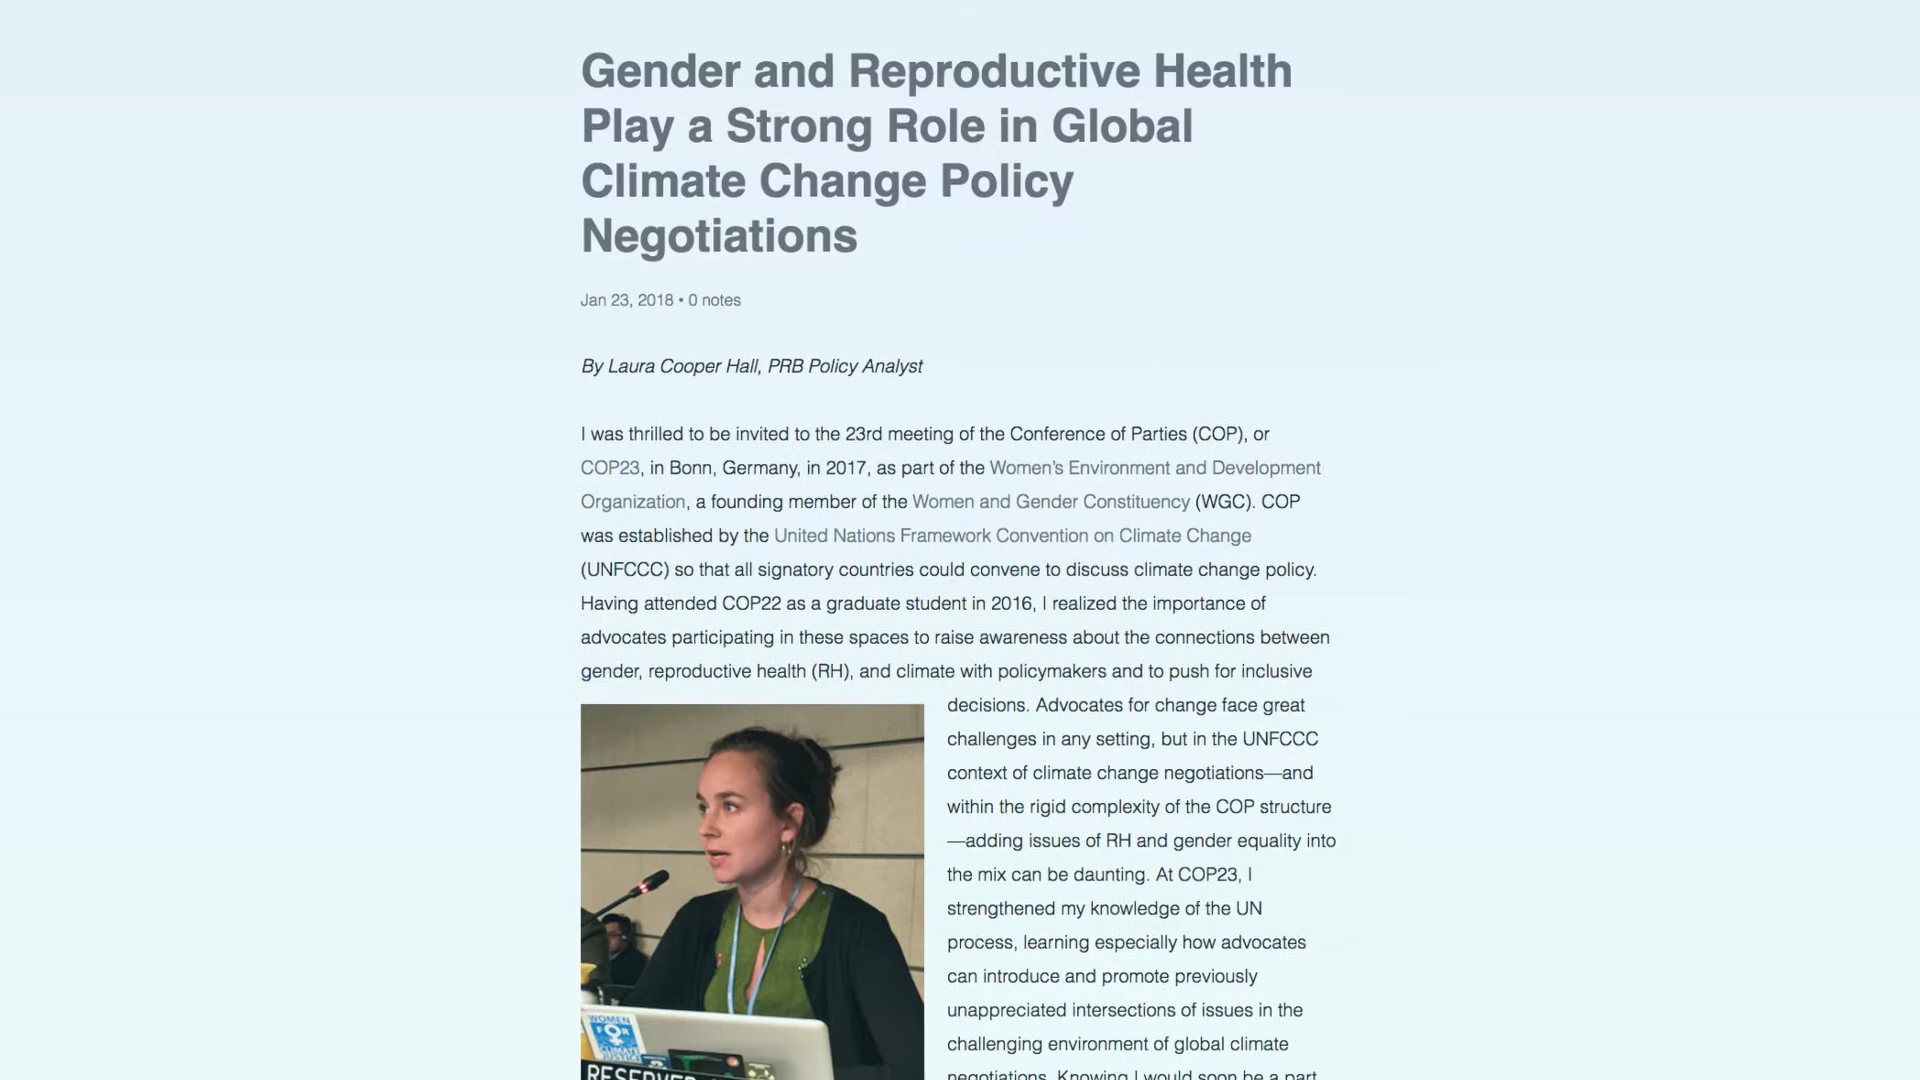 Gender and Reproductive Health
Play a Strong Role in Global
Climate Change Policy
Negotiations
Jan 23, 2018 • 0 notes
By Laura Cooper Hall, PRB Policy Analyst
I was thrilled to be invited to the 23rd meeting of the Conference of Parties (COP), or
COP23, in Bonn, Germany, in 2017, as part of the Women’s Environment and Development
Organization, a founding member of the Women and Gender Constituency (WGC). COP
was established by the United Nations Framework Convention on Climate Change
(UNFCCC) so that all signatory countries could convene to discuss climate change policy.
Having attended COP22 as a graduate student in 2016, I realized the importance of
advocates participating in these spaces to raise awareness about the connections between
gender, reproductive health (RH), and climate with policymakers and to push for inclusive
decisions. Advocates for change face great
challenges in any setting, but in the UNFCCC
context of climate change negotiations—and
within the rigid complexity of the COP structure
—adding issues of RH and gender equality into
the mix can be daunting. At COP23, I
strengthened my knowledge of the UN
process, learning especially how advocates
can introduce and promote previously
unappreciated intersections of issues in the
challenging environment of global climate
negotiations. Knowing I would soon be a part
WOMEN
FOR
CLIMATE
JUSTICE
RESERVED